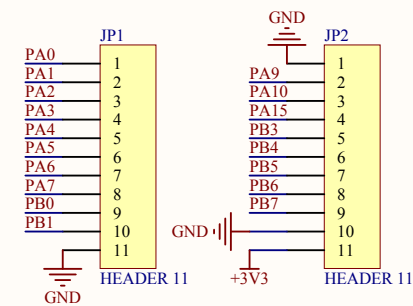 JP1
PA0
1
PA1
2
PA2
3
PA3
4
PA4
5
PA5
6
PA6
7
PA7
8
PB0
9
PB1
10
11
GND
HEADER 11
GND
JP2
1
PA9
2
PA10
3
PA15
4
PB3
5
PB4
6
PB5
7
PB6
8
PB7
9
GND
10
11
+3V3
HEADER 11